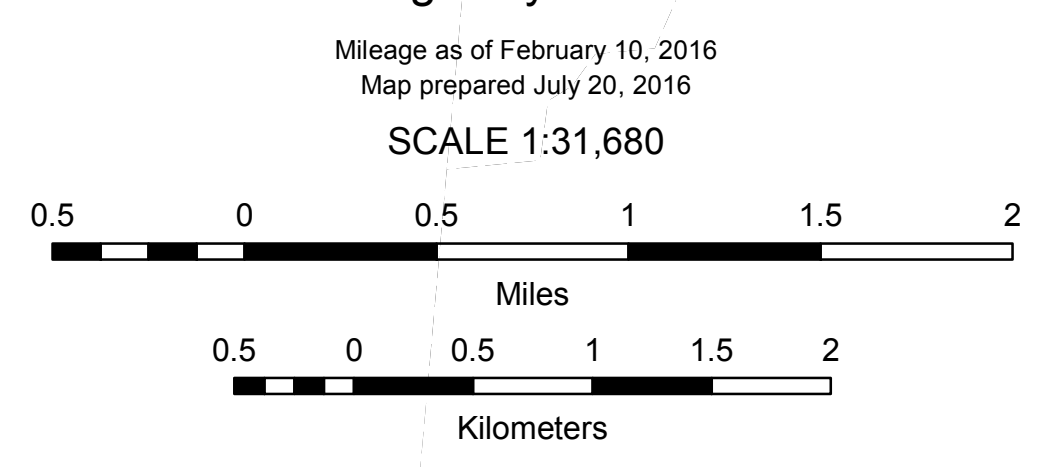 Mileage as of February 10, 2016
Map prepared July 20, 2016
SCALE 1:31,680
0.5 0 0.5 1 1.5 2
Miles
0.5 0 0.5 1 1.5 2
Kilometers